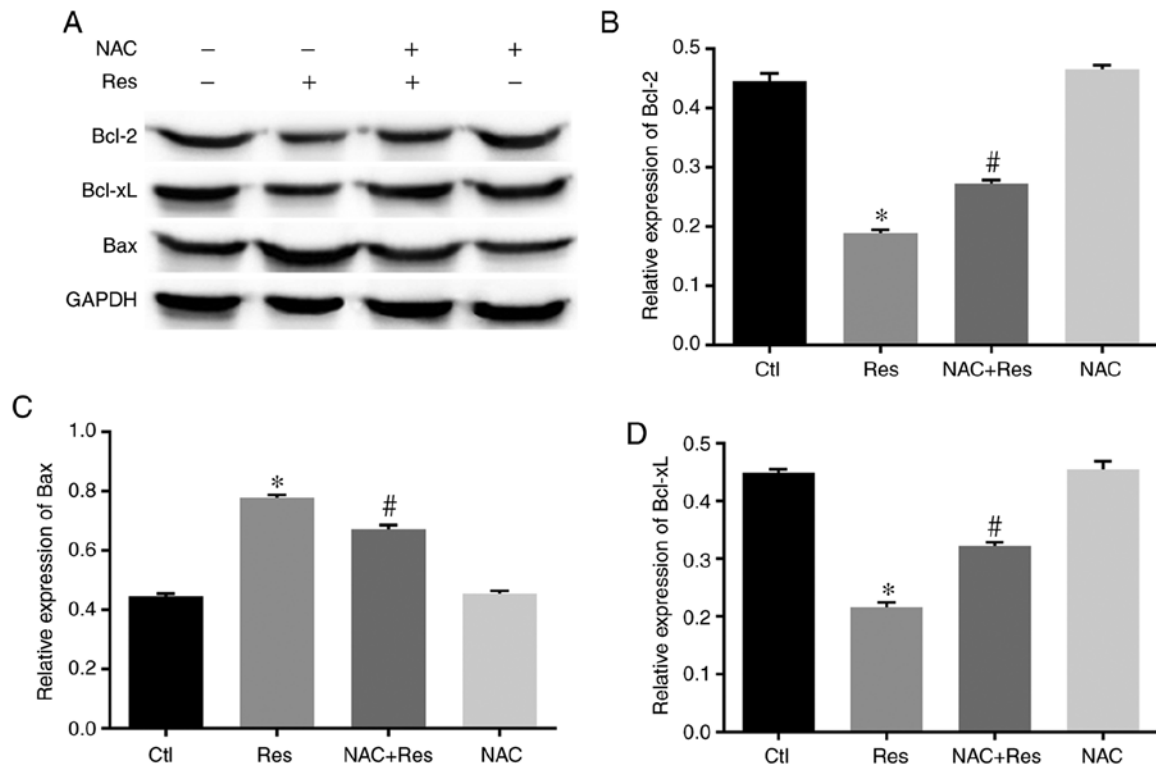 A
NAC − − + +
Res − + + −
Bcl-2
Bcl-xL
Bax
GAPDH
B
Relative expression of Bcl-2
0.5
0.4
0.3
0.2
0.1
0.0
*
#
Ctl Res NAC+Res NAC
C
Relative expression of Bax
1.0
0.8
0.6
0.4
0.2
0.0
*
#
Ctl Res NAC+Res NAC
D
Relative expression of Bcl-xL
0.5
0.4
0.3
0.2
0.1
0.0
*
#
Ctl Res NAC+Res NAC